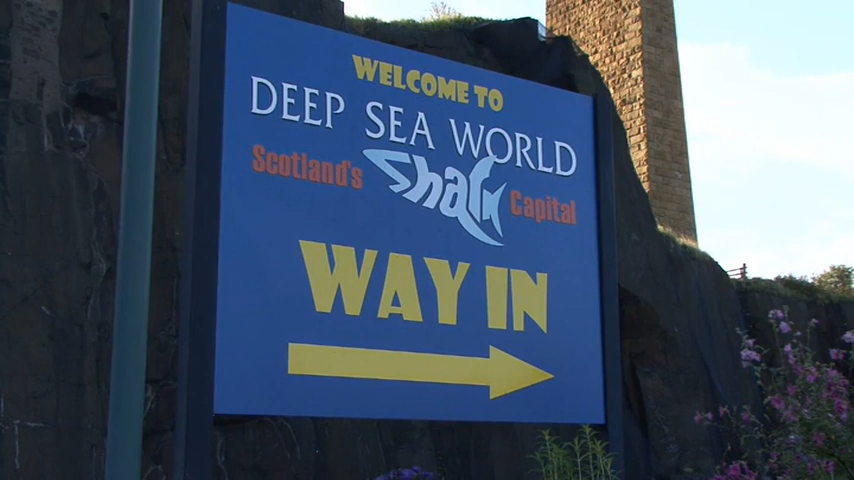 WELCOME TO
DEEP SEA WORLD
Scotland's Shark Capital
WAY IN